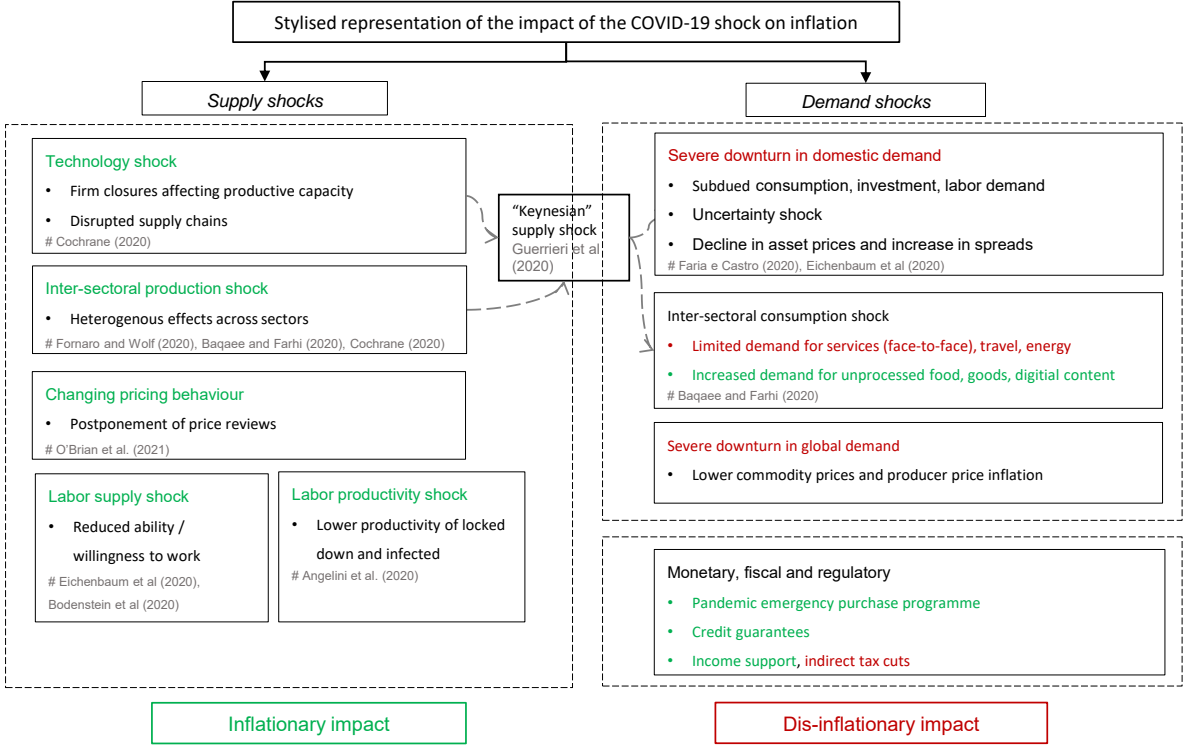 Stylised representation of the impact of the COVID-19 shock on inflation
Supply shocks
Technology shock
• Firm closures affecting productive capacity
• Disrupted supply chains
# Cochrane (2020)
Inter-sectoral production shock
• Heterogenous effects across sectors
# Fornaro and Wolf (2020), Baqaee and Farhi (2020), Cochrane (2020)
Changing pricing behaviour
• Postponement of price reviews
# O'Brian et al. (2021)
Labor supply shock
• Reduced ability /
willingness to work
# Eichenbaum et al (2020),
Bodenstein et al (2020)
Labor productivity shock
• Lower productivity of locked
down and infected
# Angelini et al. (2020)
"Keynesian"
supply shock
Guerrieri et al
(2020)
Demand shocks
Severe downturn in domestic demand
• Subdued consumption, investment, labor demand
• Uncertainty shock
• Decline in asset prices and increase in spreads
# Faria e Castro (2020), Eichenbaum et al (2020)
Inter-sectoral consumption shock
• Limited demand for services (face-to-face), travel, energy
• Increased demand for unprocessed food, goods, digitial content
# Baqaee and Farhi (2020)
Severe downturn in global demand
• Lower commodity prices and producer price inflation
Monetary, fiscal and regulatory
• Pandemic emergency purchase programme
• Credit guarantees
• Income support, indirect tax cuts
Inflationary impact
Dis-inflationary impact